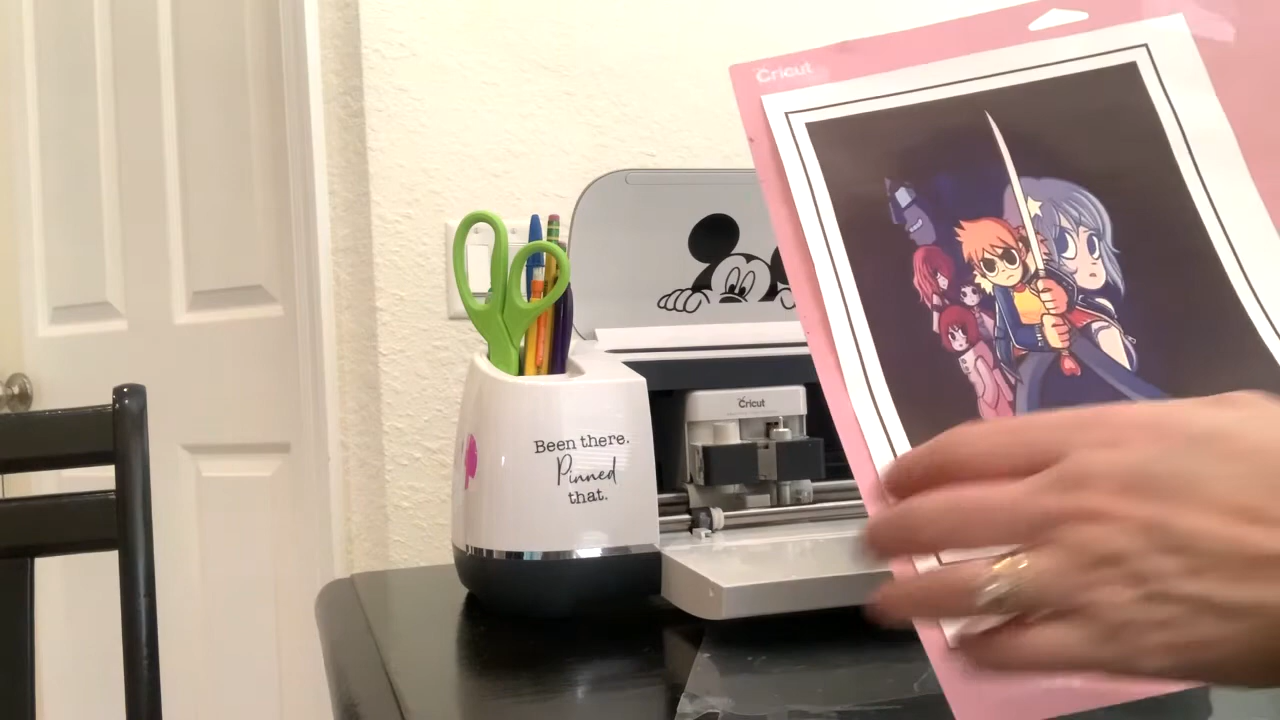 Cricut
Cricut
Been there.
Pinned
that.